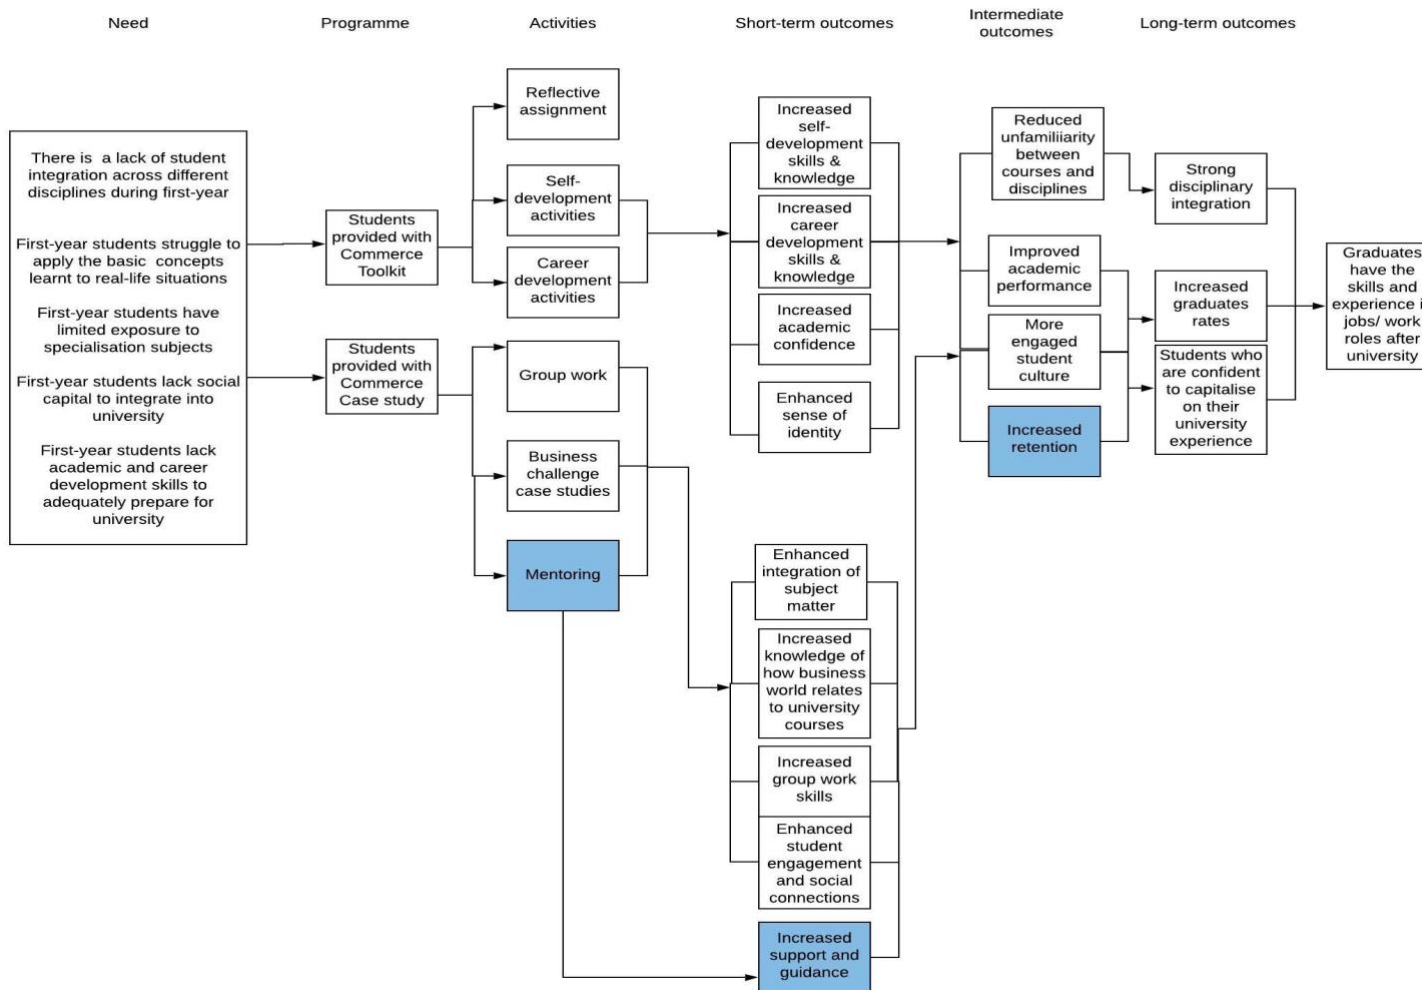 Need
Programme
Activities
Short-term outcomes
Intermediate
outcomes
Long-term outcomes
There is a lack of student
integration across different
disciplines during first-year
First-year students struggle to
apply the basic concepts
learnt to real-life situations
First-year students have
limited exposure to
specialisation subjects
First-year students lack social
capital to integrate into
university
First-year students lack
academic and career
development skills to
adequately prepare for
university
Students
provided with
Commerce
Toolkit
Students
provided with
Commerce
Case study
Reflective
assignment
Self-
development
activities
Career
development
activities
Group work
Business
challenge
case studies
Mentoring
Increased
self-
development
skills &
knowledge
Increased
career
development
skills &
knowledge
Increased
academic
confidence
Enhanced
sense of
identity
Enhanced
integration of
subject
matter
Increased
knowledge of
how business
world relates
to university
courses
Increased
group work
skills
Enhanced
student
engagement
and social
connections
Increased
support and
guidance
Reduced
unfamiliiarity
between
courses and
disciplines
Improved
academic
performance
More
engaged
student
culture
Increased
retention
Strong
disciplinary
integration
Increased
graduates
rates
Students who
are confident
to capitalise
on their
university
experience
Graduates
have the
skills and
experience
jobs/ work
roles after
university